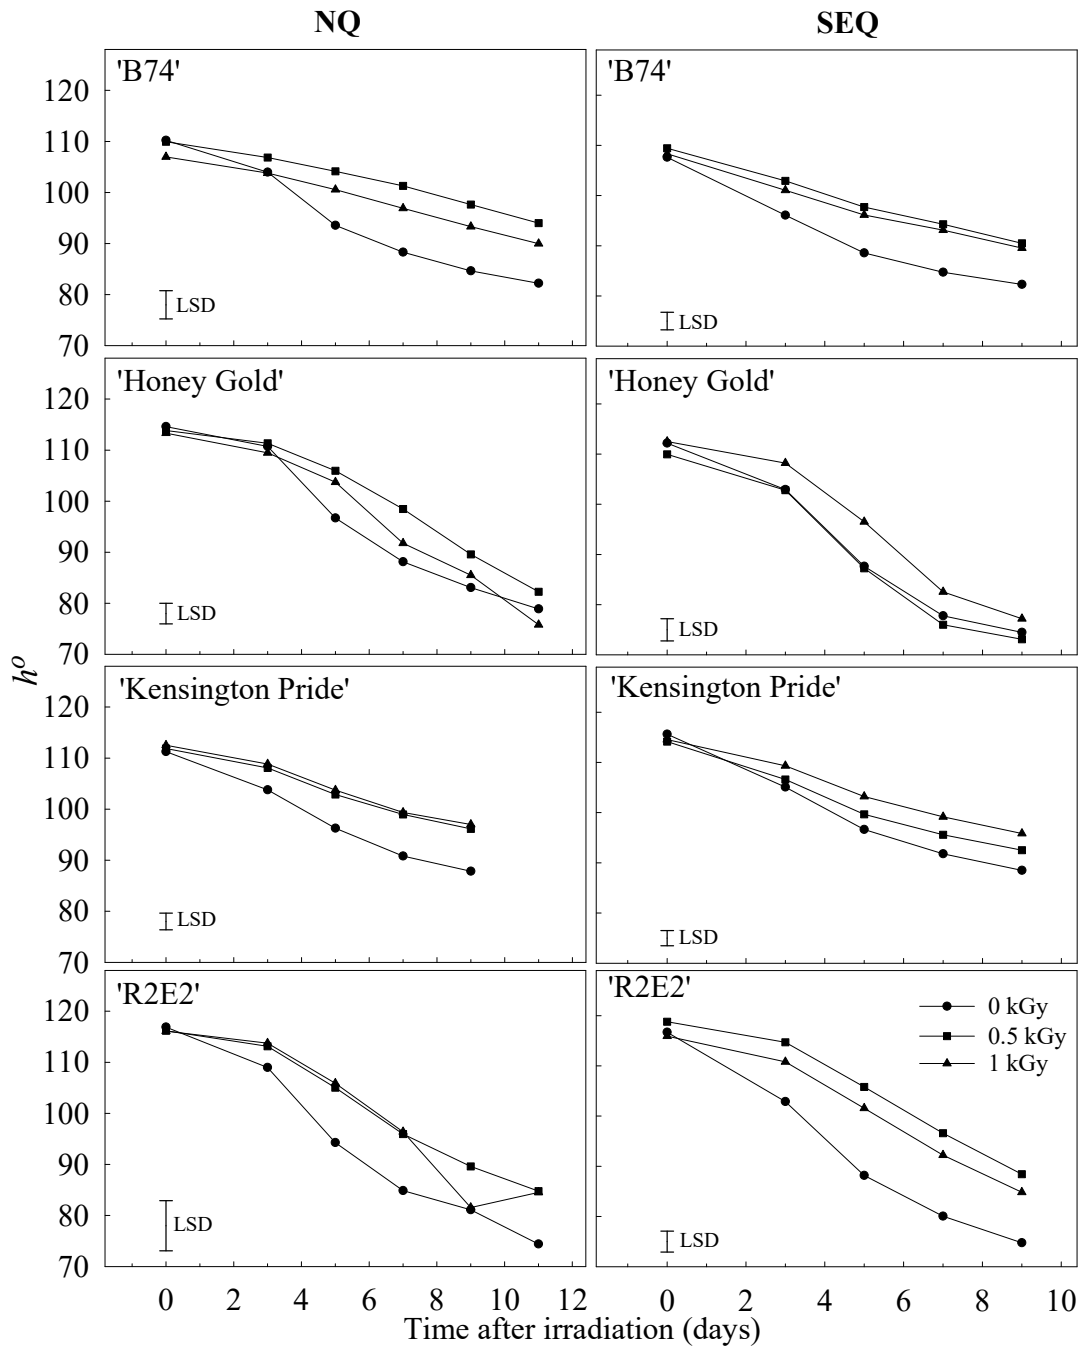 NQ
SEQ
'B74'
120
110
100
90
80
70
LSD
'B74'
LSD
'Honey Gold'
120
110
100
90
80
70
LSD
'Honey Gold'
LSD
hᵒ
'Kensington Pride'
120
110
100
90
80
70
LSD
'Kensington Pride'
LSD
'R2E2'
120
110
100
90
80
70
LSD
'R2E2'
0 kGy
0.5 kGy
1 kGy
LSD
0 2 4 6 8 10 12
0 2 4 6 8 10
Time after irradiation (days)